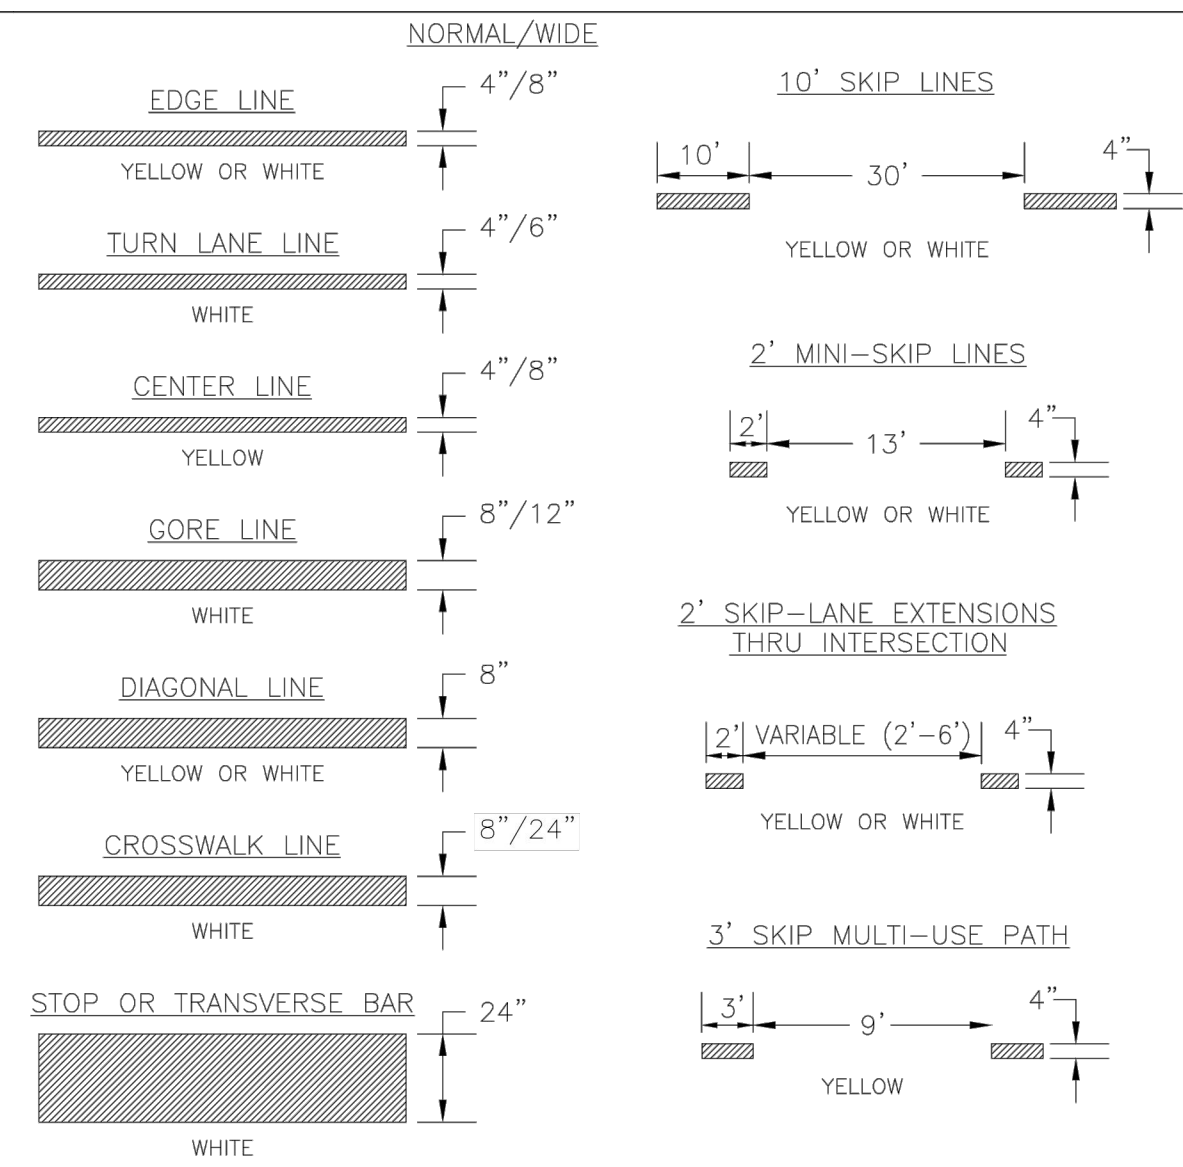 NORMAL/WIDE
EDGE LINE
4”/8”
YELLOW OR WHITE
TURN LANE LINE
4”/6”
WHITE
CENTER LINE
4”/8”
YELLOW
GORE LINE
8”/12”
WHITE
DIAGONAL LINE
8”
YELLOW OR WHITE
CROSSWALK LINE
8”/24”
WHITE
STOP OR TRANSVERSE BAR
24”
WHITE
10’ SKIP LINES
10’
30’
4”
YELLOW OR WHITE
2’ MINI–SKIP LINES
2’
13’
4”
YELLOW OR WHITE
2’ SKIP–LANE EXTENSIONS
THRU INTERSECTION
2’
VARIABLE (2’–6’)
4”
YELLOW OR WHITE
3’ SKIP MULTI–USE PATH
3’
9’
4”
YELLOW